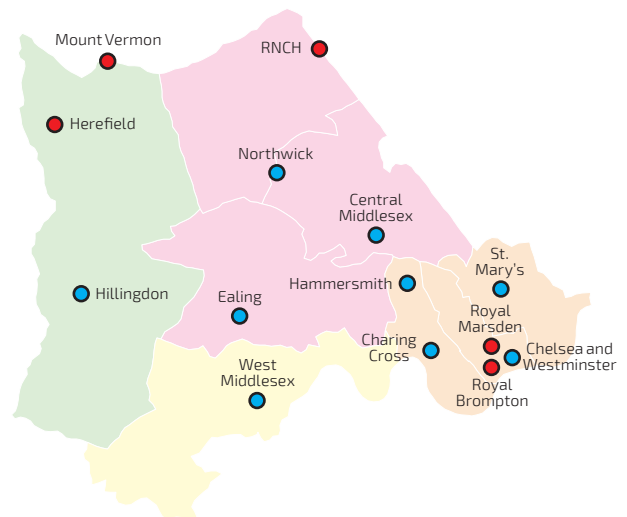 Mount Vernon
RNCH
Herefield
Northwick
Central
Middlesex
St.
Mary's
Hammersmith
Hillingdon
Ealing
Royal
Marsden
Charing
Cross
Chelsea and
Westminster
West
Middlesex
Royal
Brompton